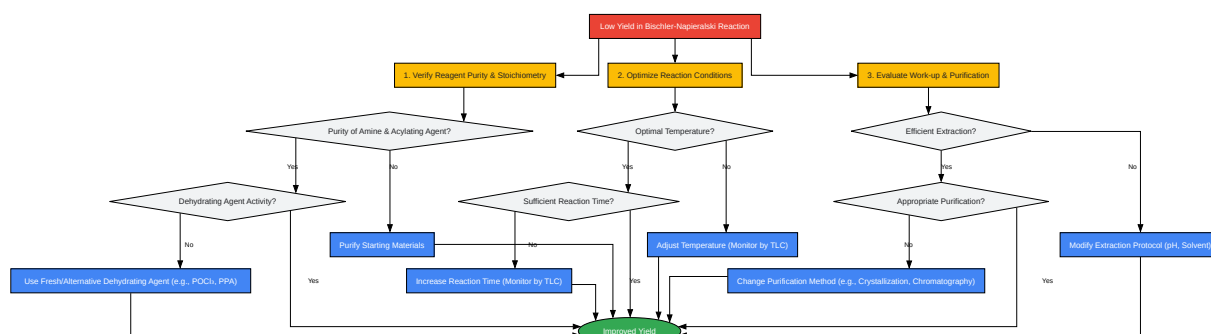 Low Yield in Bischler-Napieralski Reaction
1. Verify Reagent Purity & Stoichiometry
2. Optimize Reaction Conditions
3. Evaluate Work-up & Purification
Purity of Amine & Acylating Agent?
Optimal Temperature?
Efficient Extraction?
Yes
No
Yes
No
Yes
No
Dehydrating Agent Activity?
Sufficient Reaction Time?
Appropriate Purification?
No
Purify Starting Materials
No
Adjust Temperature (Monitor by TLC)
No
Modify Extraction Protocol (pH, Solvent)
Use Fresh/Alternative Dehydrating Agent (e.g., POCl₃, PPA)
Yes
Increase Reaction Time (Monitor by TLC)
Yes
Change Purification Method (e.g., Crystallization, Chromatography)
Yes
Improved Yield